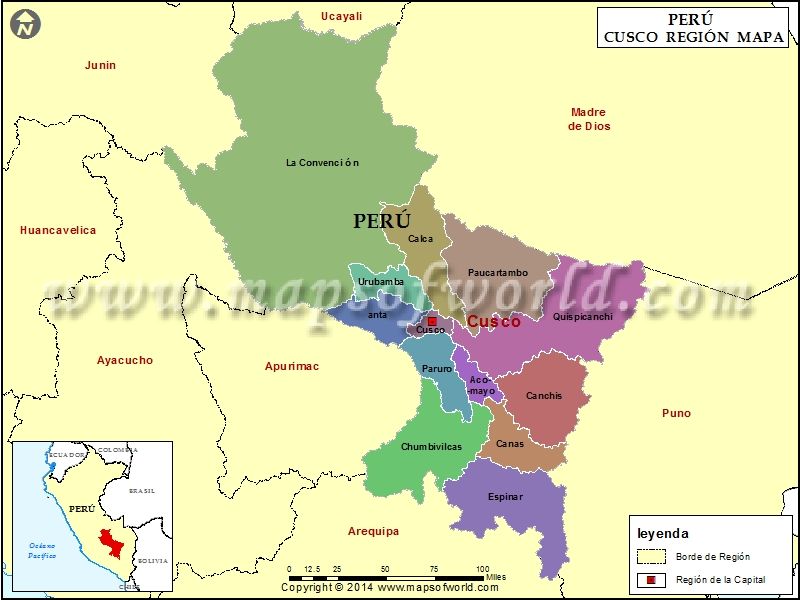 N
Ucayali
PERÚ
CUSCO REGIÓN MAPA
Junin
Madre
de Dios
La Convención
Huancavelica
PERÚ
Calca
Paucartambo
Urubamba
www.mapsofworld.com
anta
Cusco
Cusco
Quispicanchi
Ayacucho
Apurimac
Paruro
Aco-
mayo
Canchis
Puno
Chumbivilcas
Canas
Espinar
Arequipa
COLOMBIA
ECUADOR
BRASIL
PERÚ
Océano
Pacífico
BOLIVIA
CHILE
leyenda
Borde de Región
Región de la Capital
0 12.5 25 50 75 100
Miles
Copyright © 2014 www.mapsofworld.com